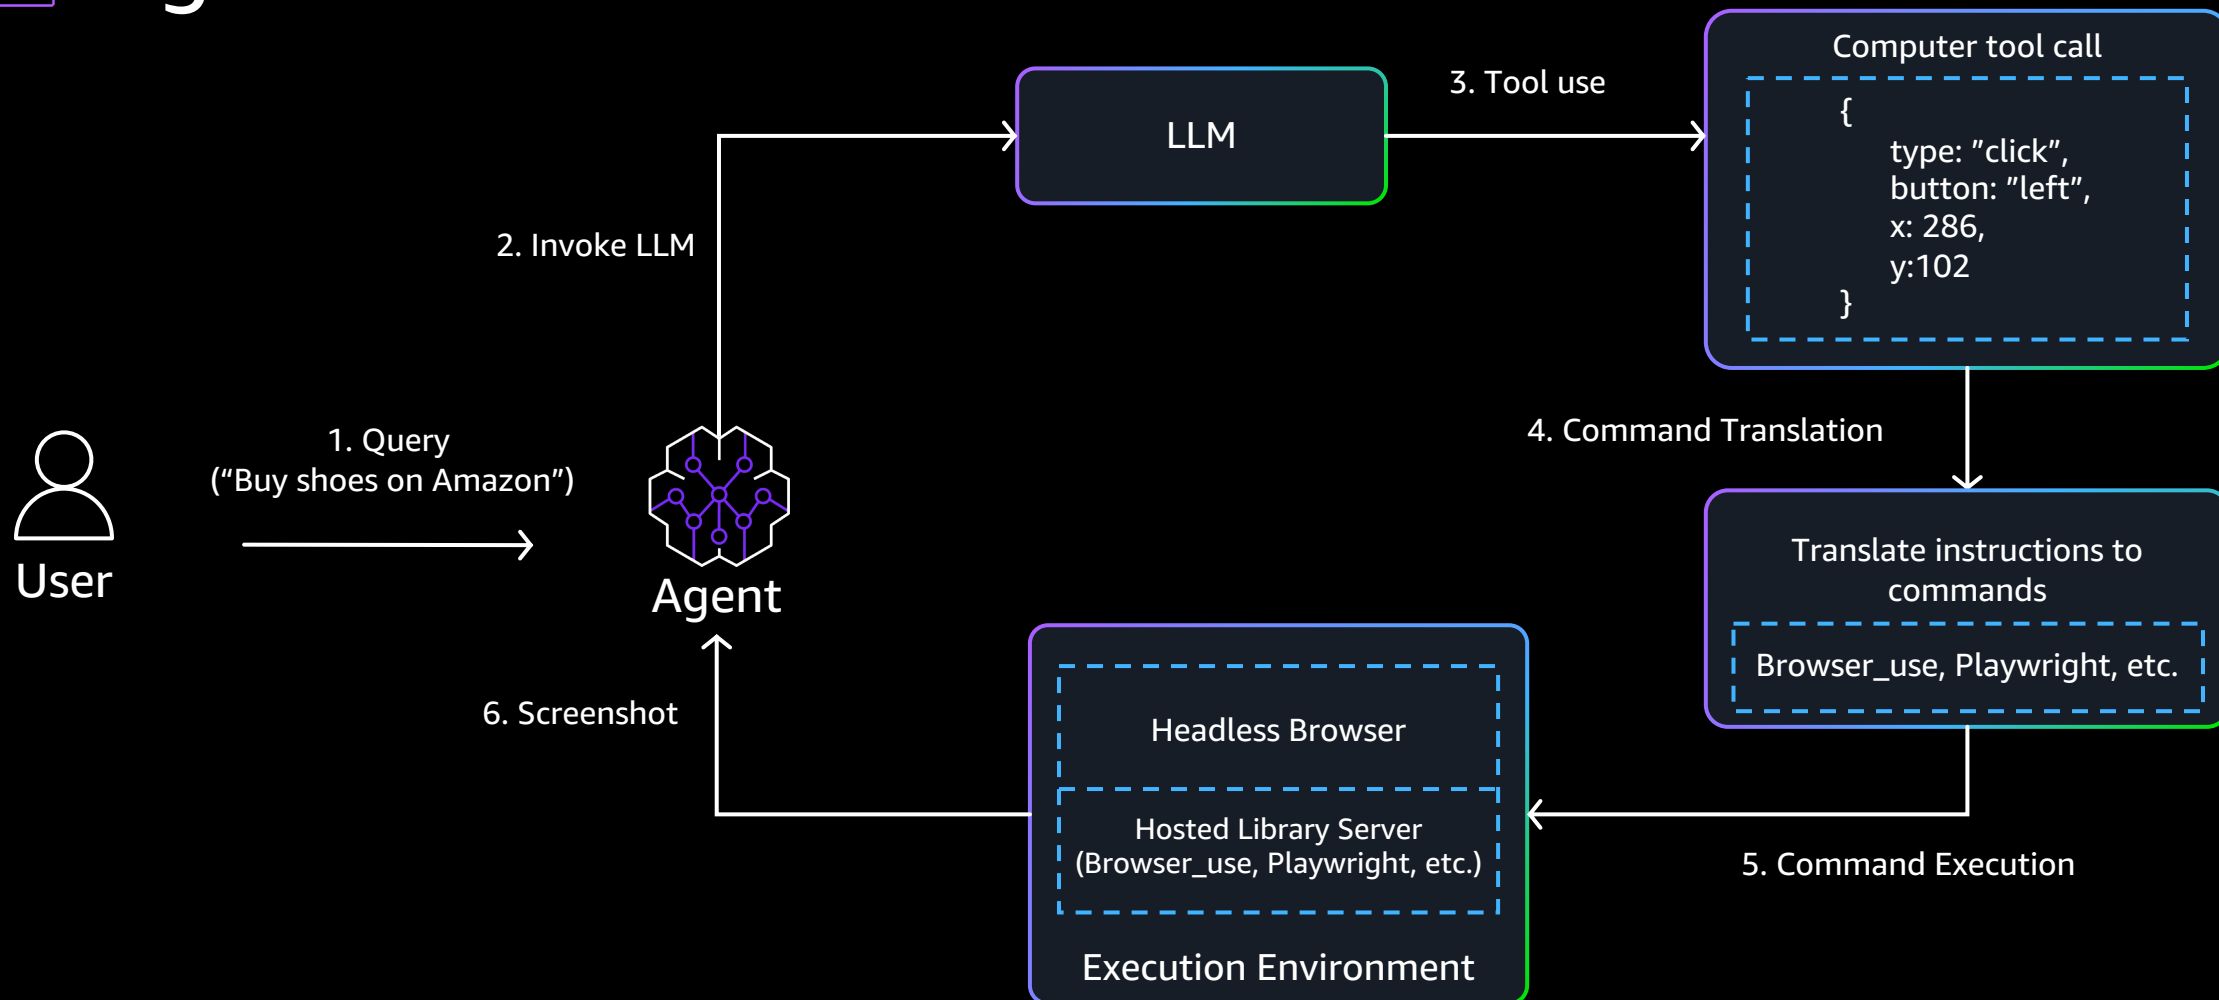 Computer tool call
{
type: ”click”,
button: ”left”,
x: 286,
y:102
}
3. Tool use
LLM
2. Invoke LLM
4. Command Translation
1. Query
(“Buy shoes on Amazon”)
User
Agent
Translate instructions to
commands
Browser_use, Playwright, etc.
6. Screenshot
Headless Browser
Hosted Library Server
(Browser_use, Playwright, etc.)
Execution Environment
5. Command Execution